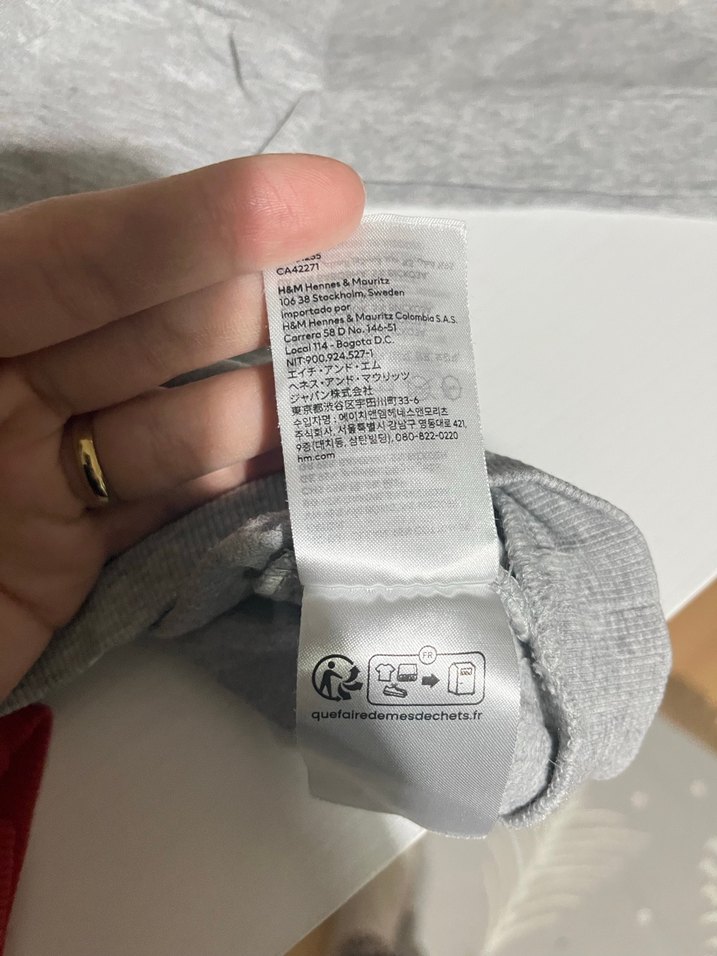 CA42271
H&M Hennes & Mauritz
106 38 Stockholm, Sweden
importado por
H&M Hennes & Mauritz Colombia S.A.S.
Carrera 58 D No. 146-51
Local 114 - Bogota D.C.
NIT:900.924.527-1
エイチ・アンド・エム
ヘネス・アンド・マウリッツ
ジャパン株式会社
東京都渋谷区宇田川町33-6
수입자명 : 에이치앤엠헤네스앤모리츠
주식회사, 서울특별시 강남구 영동대로 421,
9층(대치동, 삼탄빌딩), 080-822-0220
hm.com
FR
quefairedemesdechets.fr